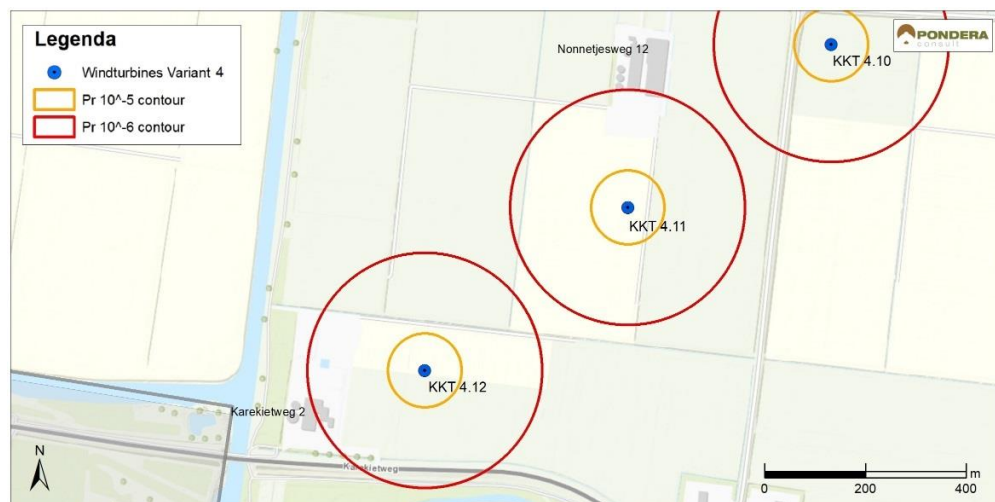 Legenda
Windturbines Variant 4
Pr 10^-5 contour
Pr 10^-6 contour
Nonnetjesweg 12
PONDERA
consult
KKT 4.10
KKT 4.11
KKT 4.12
Karekietweg 2
Karekietweg
N
m
0 200 400